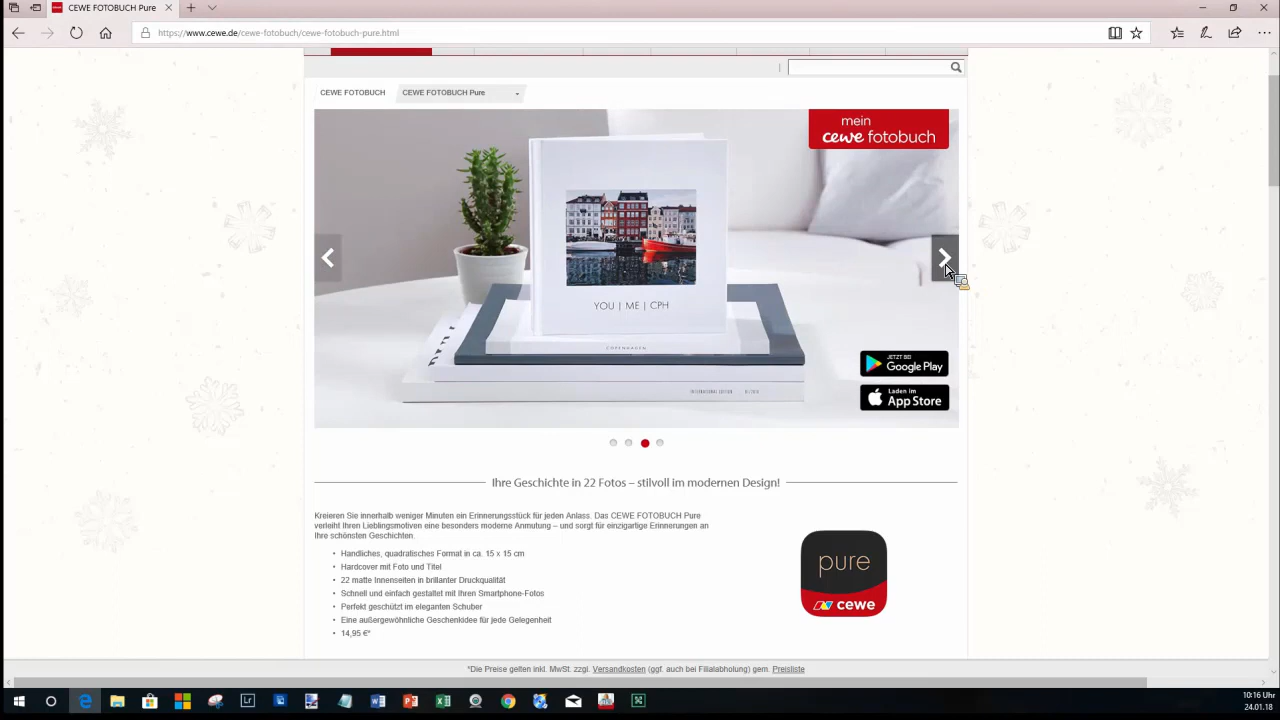 CEWE FOTOBUCH Pure
https://www.cewe.de/cewe-fotobuch/cewe-fotobuch-pure.html
CEWE FOTOBUCH
CEWE FOTOBUCH Pure
mein
cewe fotobuch
YOU | ME | CPH
COPENHAGEN
JETZT BEI
Google Play
Laden im
App Store
Ihre Geschichte in 22 Fotos – stilvoll im modernen Design!
Kreieren Sie innerhalb weniger Minuten ein Erinnerungsstück für jeden Anlass. Das CEWE FOTOBUCH Pure
verleiht Ihren Lieblingsmotiven eine besonders moderne Anmutung – und sorgt für einzigartige Erinnerungen an
Ihre schönsten Geschichten.
• Handliches, quadratisches Format in ca. 15 x 15 cm
• Hardcover mit Foto und Titel
• 22 matte Innenseiten in brillanter Druckqualität
• Schnell und einfach gestaltet mit Ihren Smartphone-Fotos
• Perfekt geschützt im eleganten Schuber
• Eine außergewöhnliche Geschenkidee für jede Gelegenheit
• 14,95 €*
pure
cewe
*Die Preise gelten inkl. MwSt. zzgl. Versandkosten (ggf. auch bei Filialabholung) gem. Preisliste
Lr
10:16 Uhr
24.01.18